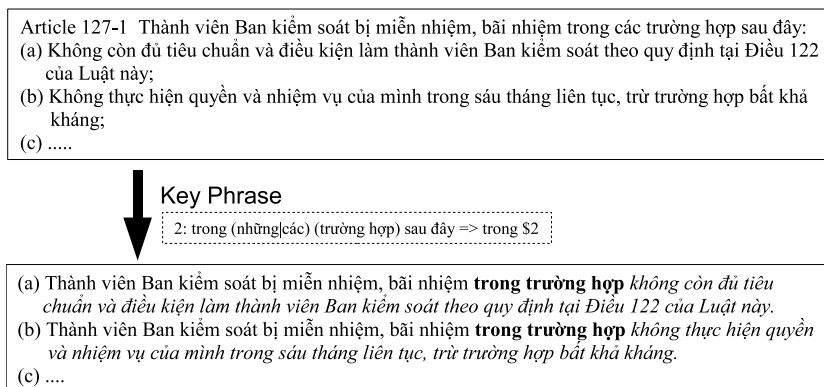 Article 127-1 Thành viên Ban kiểm soát bị miễn nhiệm, bãi nhiệm trong các trường hợp sau đây:
(a) Không còn đủ tiêu chuẩn và điều kiện làm thành viên Ban kiểm soát theo quy định tại Điều 122
của Luật này;
(b) Không thực hiện quyền và nhiệm vụ của mình trong sáu tháng liên tục, trừ trường hợp bất khả
kháng;
(c) .....
Key Phrase
2: trong (những|các) (trường hợp) sau đây => trong $2
(a) Thành viên Ban kiểm soát bị miễn nhiệm, bãi nhiệm trong trường hợp không còn đủ tiêu
chuẩn và điều kiện làm thành viên Ban kiểm soát theo quy định tại Điều 122 của Luật này.
(b) Thành viên Ban kiểm soát bị miễn nhiệm, bãi nhiệm trong trường hợp không thực hiện quyền
và nhiệm vụ của mình trong sáu tháng liên tục, trừ trường hợp bất khả kháng.
(c) ....